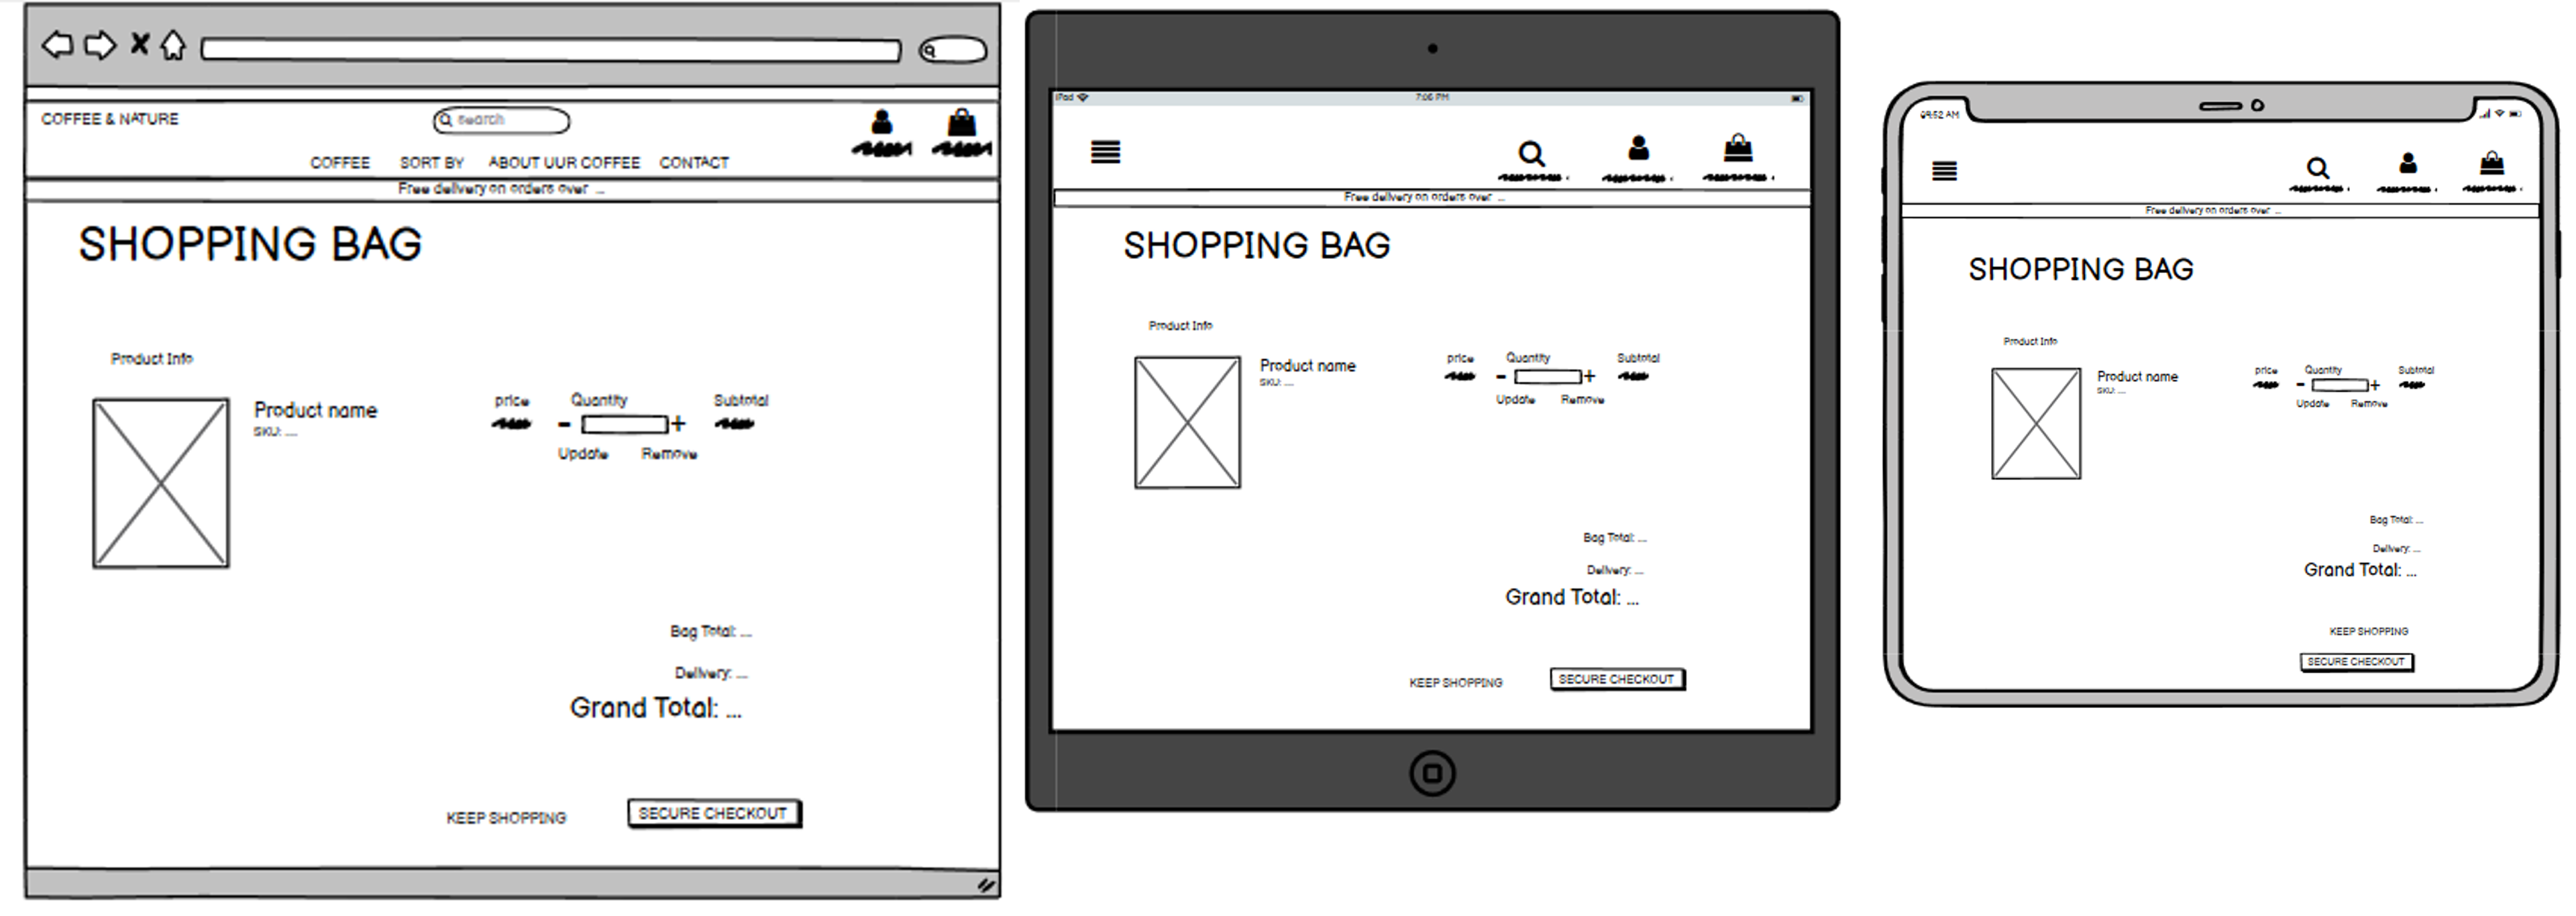 COFFEE & NATURE
search
COFFEE SORT BY ABOUT UUR COFFEE CONTACT
Free delivery on orders over ...
SHOPPING BAG
Product Info
Product name
SKU: ....
price Quantity Subtotal
- +
Update Remove
Bag Total: ...
Delivery: ...
Grand Total: ...
KEEP SHOPPING SECURE CHECKOUT
iPad 7:05 PM
Free delivery on orders over ...
SHOPPING BAG
Product Info
Product name
SKU: ....
price Quantity Subtotal
- +
Update Remove
Bag Total: ...
Delivery: ...
Grand Total: ...
KEEP SHOPPING SECURE CHECKOUT
09:52 AM
Free delivery on orders over ...
SHOPPING BAG
Product Info
Product name
SKU: ....
price Quantity Subtotal
- +
Update Remove
Bag Total: ...
Delivery: ...
Grand Total: ...
KEEP SHOPPING
SECURE CHECKOUT